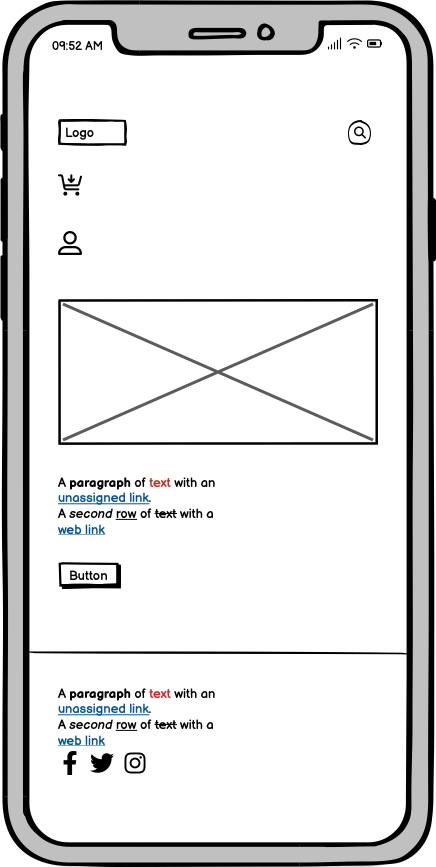 09:52 AM
Logo
A paragraph of text with an
unassigned link.
A second row of text with a
web link
Button
A paragraph of text with an
unassigned link.
A second row of text with a
web link